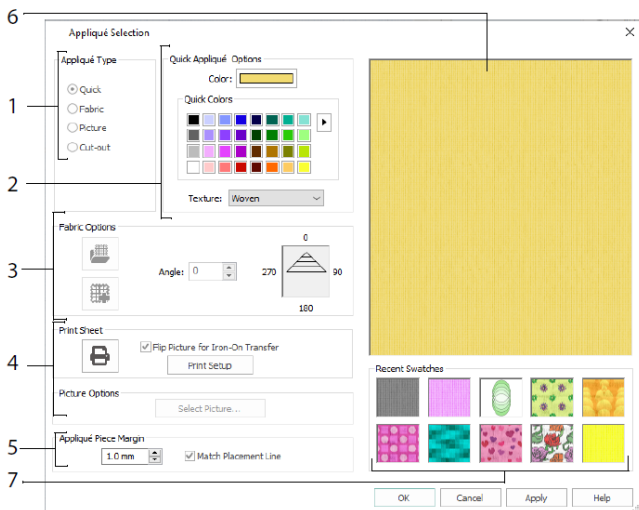 6
Appliqué Selection
Appliqué Type
Quick
Fabric
Picture
Cut-out
1
Quick Appliqué Options
Color:
Quick Colors
Texture: Woven
2
Fabric Options
Angle: 0
0
270
90
180
3
Print Sheet
Flip Picture for Iron-On Transfer
Print Setup
4
Picture Options
Select Picture...
Appliqué Piece Margin
1.0 mm
Match Placement Line
5
Recent Swatches
7
OK
Cancel
Apply
Help